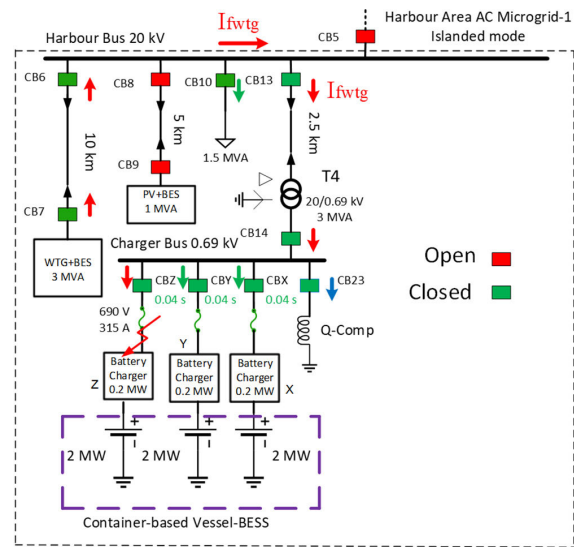 Ifwtg
Harbour Area AC Microgrid-1
Islanded mode
Harbour Bus 20 kV
CB5
CB6
CB8
CB10
CB13
Ifwtg
10 km
5 km
2.5 km
CB9
1.5 MVA
PV+BES
1 MVA
T4
20/0.69 kV
3 MVA
CB7
CB14
WTG+BES
3 MVA
Charger Bus 0.69 kV
Open
Closed
CBZ
CBY
CBX
CB23
0.04 s
0.04 s
0.04 s
690 V
315 A
Q-Comp
Y
Z
X
Battery
Charger
0.2 MW
Battery
Charger
0.2 MW
Battery
Charger
0.2 MW
+
+
+
2 MW
2 MW
2 MW
Container-based Vessel-BESS